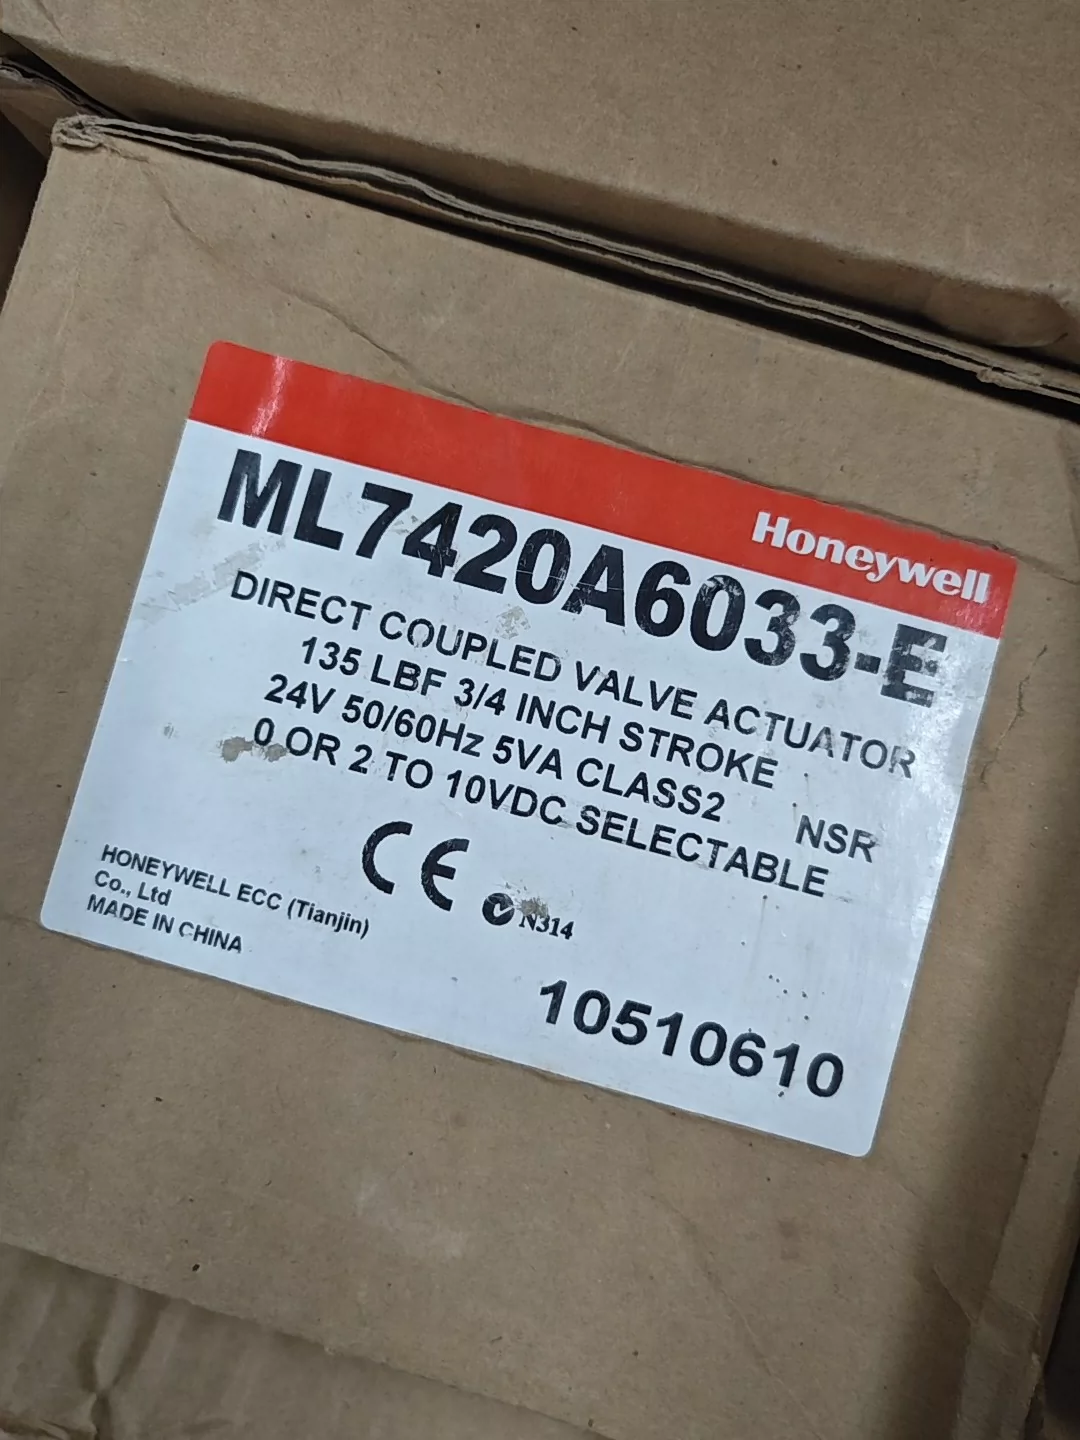 Honeywell
ML7420A6033-E
DIRECT COUPLED VALVE ACTUATOR
135 LBF 3/4 INCH STROKE
24V 50/60Hz 5VA CLASS2 NSR
0 OR 2 TO 10VDC SELECTABLE
CE
N314
HONEYWELL ECC (Tianjin)
Co., Ltd
MADE IN CHINA
10510610